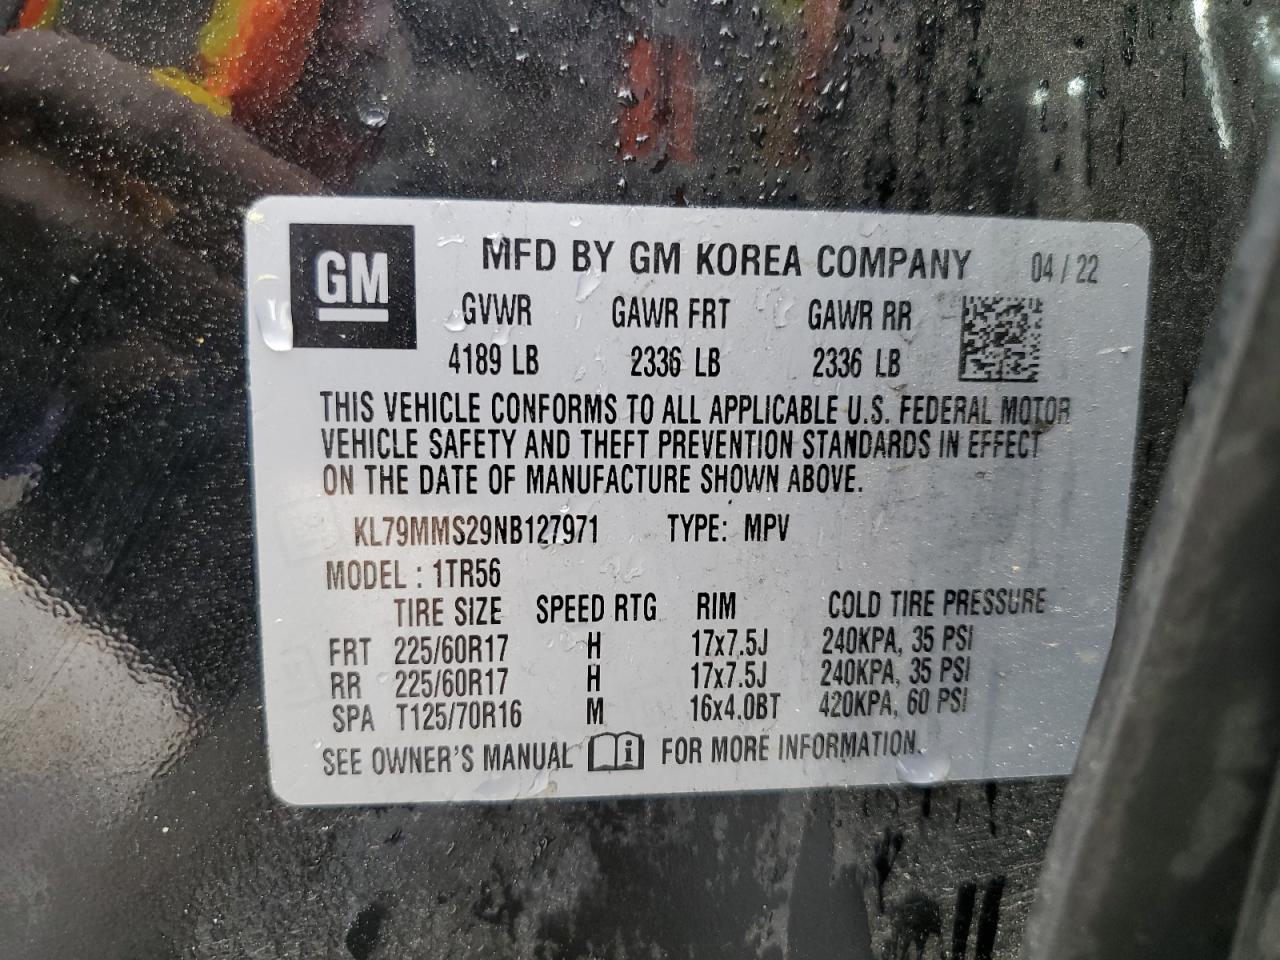 GM
MFD BY GM KOREA COMPANY 04 / 22
GVWR GAWR FRT GAWR RR
4189 LB 2336 LB 2336 LB
THIS VEHICLE CONFORMS TO ALL APPLICABLE U.S. FEDERAL MOTOR
VEHICLE SAFETY AND THEFT PREVENTION STANDARDS IN EFFECT
ON THE DATE OF MANUFACTURE SHOWN ABOVE.
KL79MMS29NB127971 TYPE: MPV
MODEL : 1TR56
TIRE SIZE SPEED RTG RIM COLD TIRE PRESSURE
FRT 225/60R17 H 17x7.5J 240KPA, 35 PSI
RR 225/60R17 H 17x7.5J 240KPA, 35 PSI
SPA T125/70R16 M 16x4.0BT 420KPA, 60 PSI
SEE OWNER'S MANUAL i FOR MORE INFORMATION.